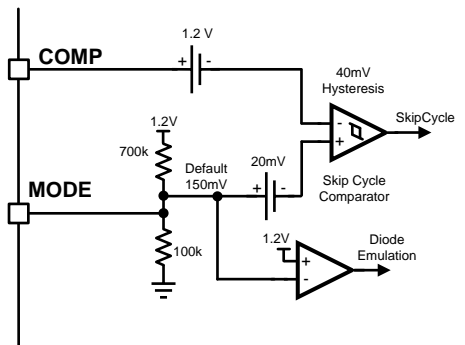 1.2 V
COMP
+ -
40mV
Hysteresis
SkipCycle
-
+
1.2V
700k
Default
150mV
20mV
+ -
Skip Cycle
Comparator
MODE
100k
1.2V
+
-
Diode
Emulation